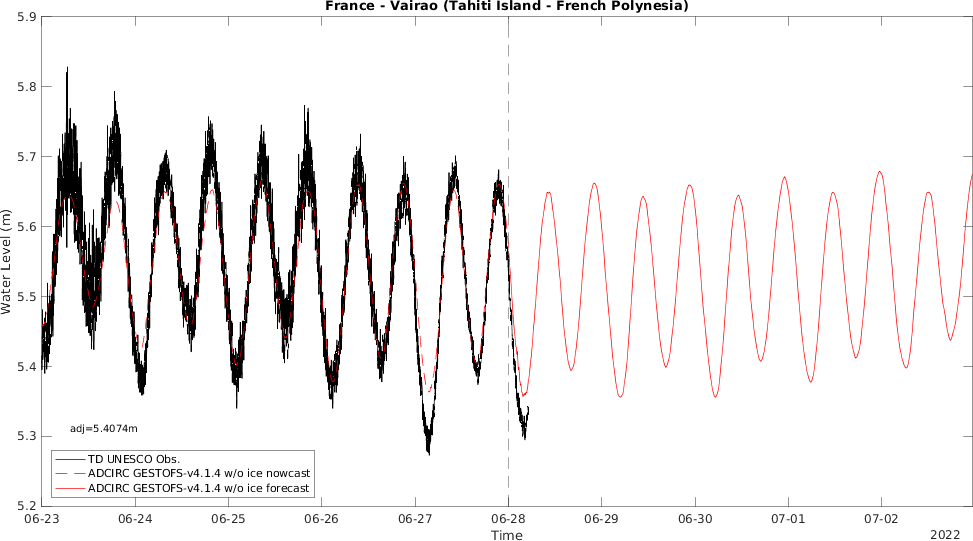 France - Vairao (Tahiti Island - French Polynesia)
5.9
5.8
5.7
5.6
5.5
5.4
5.3
5.2
Water Level (m)
adj=5.4074m
TD UNESCO Obs.
ADCIRC GESTOFS-v4.1.4 w/o ice nowcast
ADCIRC GESTOFS-v4.1.4 w/o ice forecast
06-23 06-24 06-25 06-26 06-27 06-28 06-29 06-30 07-01 07-02
Time
2022